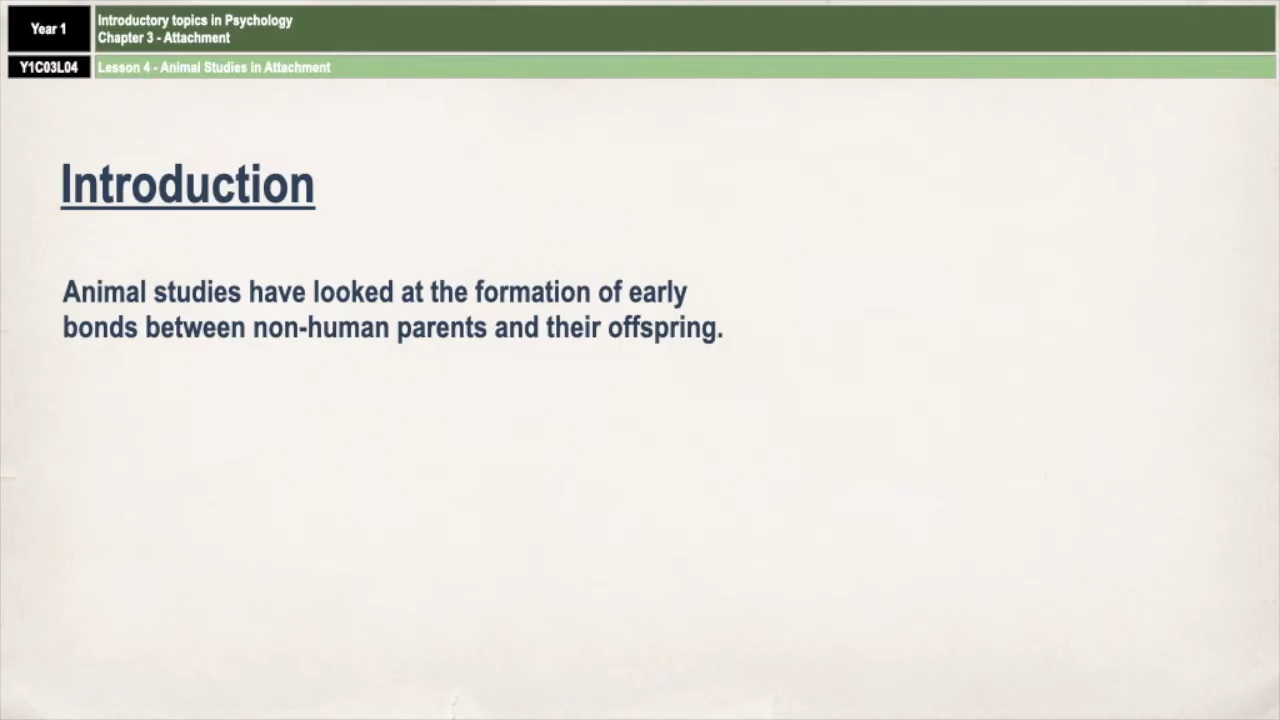 Year 1
Introductory topics in Psychology
Chapter 3 - Attachment
Y1C03L04
Lesson 4 - Animal Studies in Attachment
Introduction
Animal studies have looked at the formation of early
bonds between non-human parents and their offspring.